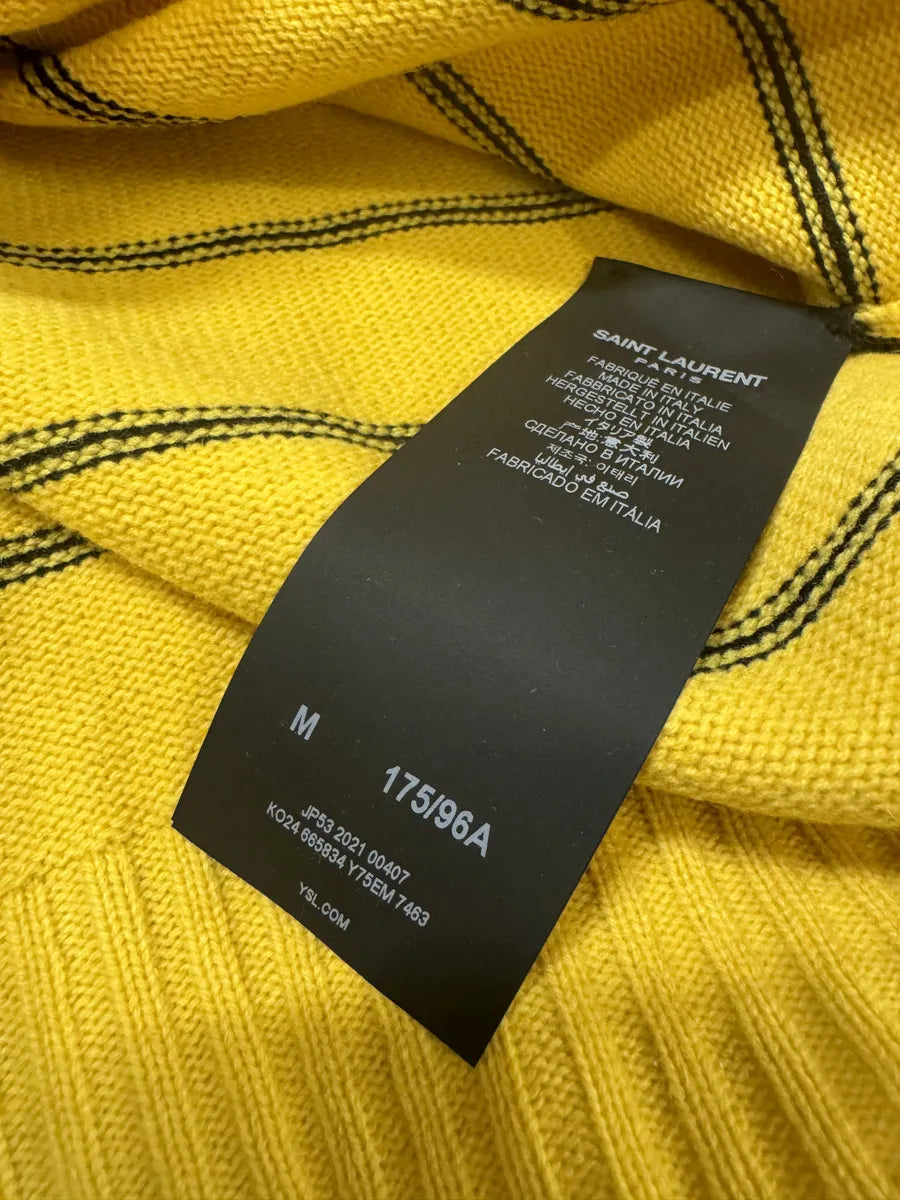 SAINT LAURENT
PARIS
FABRIQUÉ EN ITALIE
MADE IN ITALY
FABBRICATO IN ITALIA
HERGESTELLT IN ITALIEN
HECHO EN ITALIA
イタリア製
产地:意大利
СДЕЛАНО В ИТАЛИИ
제조국: 이태리
صنع في إيطاليا
FABRICADO EM ITALIA
M
175/96A
JP53 2021 00407
KO24 665834 Y75EM 7463
YSL.COM